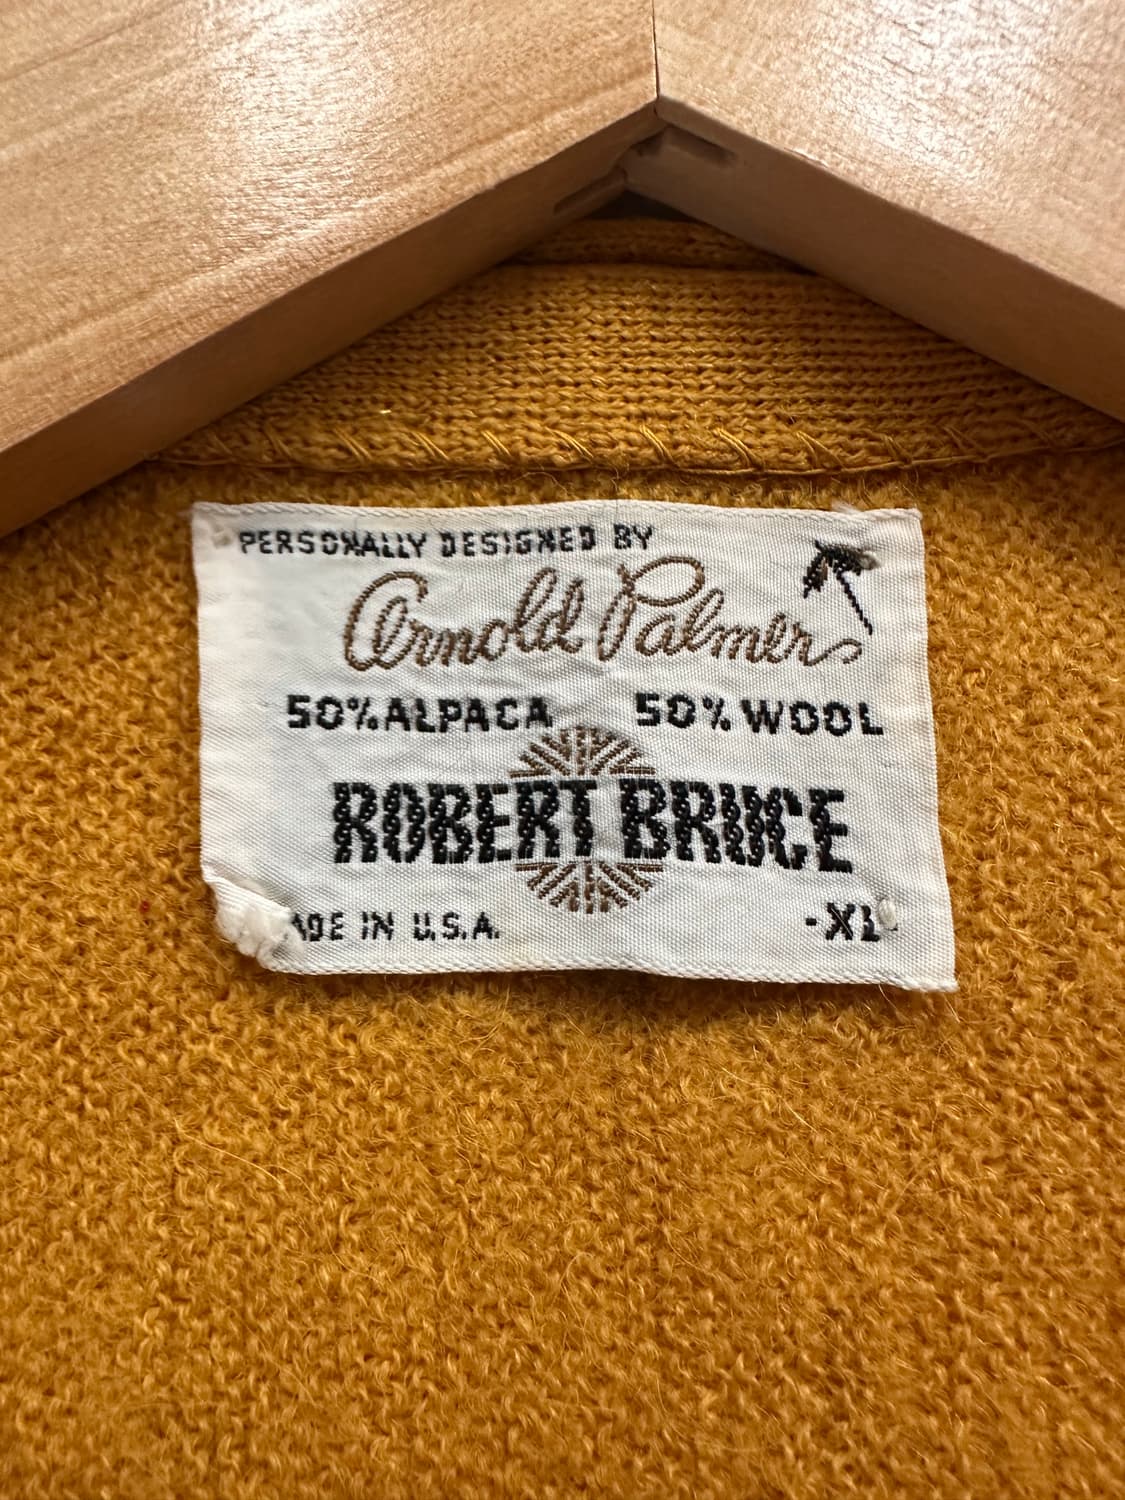 PERSONALLY DESIGNED BY
Arnold Palmer
50% ALPACA 50% WOOL
ROBERT BRUCE
ADE IN U.S.A. -XL-